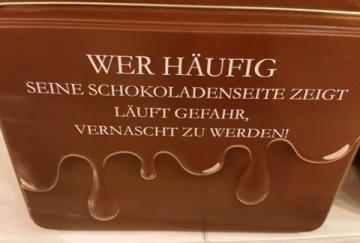 WER HÄUFIG
SEINE SCHOKOLADENSEITE ZEIGT
LÄUFT GEFAHR,
VERNASCHT ZU WERDEN!